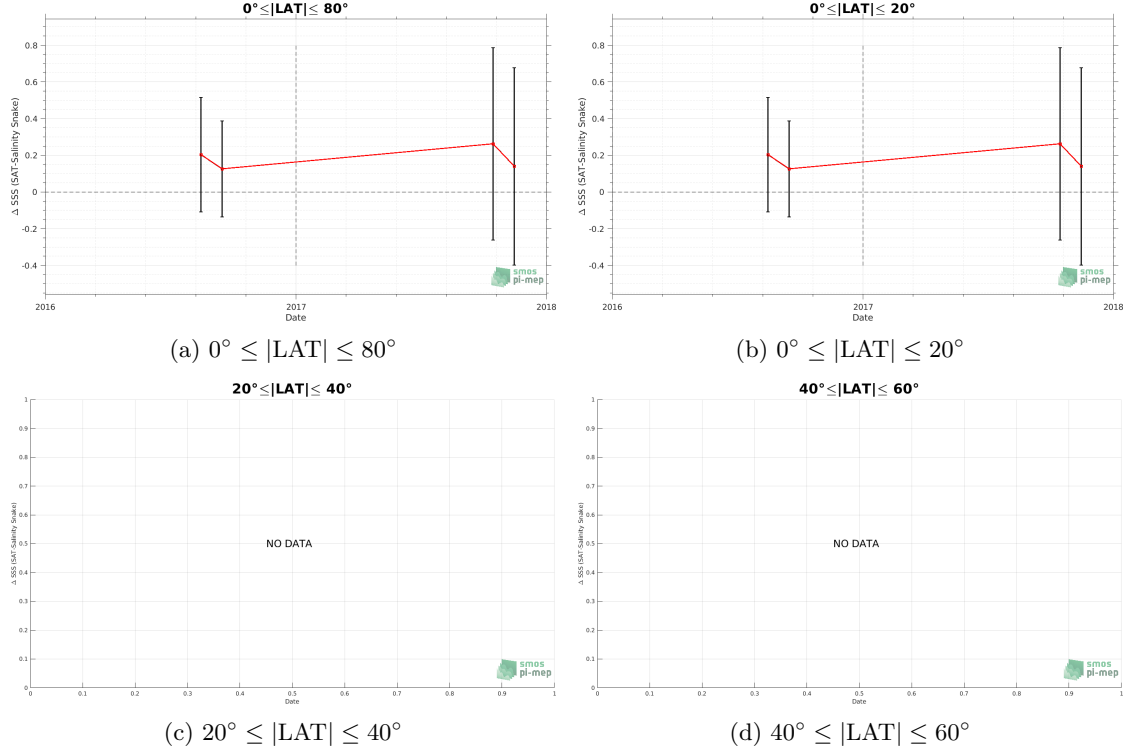 0°≤|LAT|≤ 80°
Δ SSS (SAT-Salinity Snake)
0.8
0.6
0.4
0.2
0
-0.2
-0.4
2016
2017
2018
Date
smos
pi-mep
(a) 0° ≤ |LAT| ≤ 80°
0°≤|LAT|≤ 20°
Δ SSS (SAT-Salinity Snake)
0.8
0.6
0.4
0.2
0
-0.2
-0.4
2016
2017
2018
Date
smos
pi-mep
(b) 0° ≤ |LAT| ≤ 20°
20°≤|LAT|≤ 40°
Δ SSS (SAT-Salinity Snake)
1
0.9
0.8
0.7
0.6
0.5
0.4
0.3
0.2
0.1
0
NO DATA
0 0.1 0.2 0.3 0.4 0.5 0.6 0.7 0.8 0.9 1
Date
smos
pi-mep
(c) 20° ≤ |LAT| ≤ 40°
40°≤|LAT|≤ 60°
Δ SSS (SAT-Salinity Snake)
1
0.9
0.8
0.7
0.6
0.5
0.4
0.3
0.2
0.1
0
NO DATA
0 0.1 0.2 0.3 0.4 0.5 0.6 0.7 0.8 0.9 1
Date
smos
pi-mep
(d) 40° ≤ |LAT| ≤ 60°